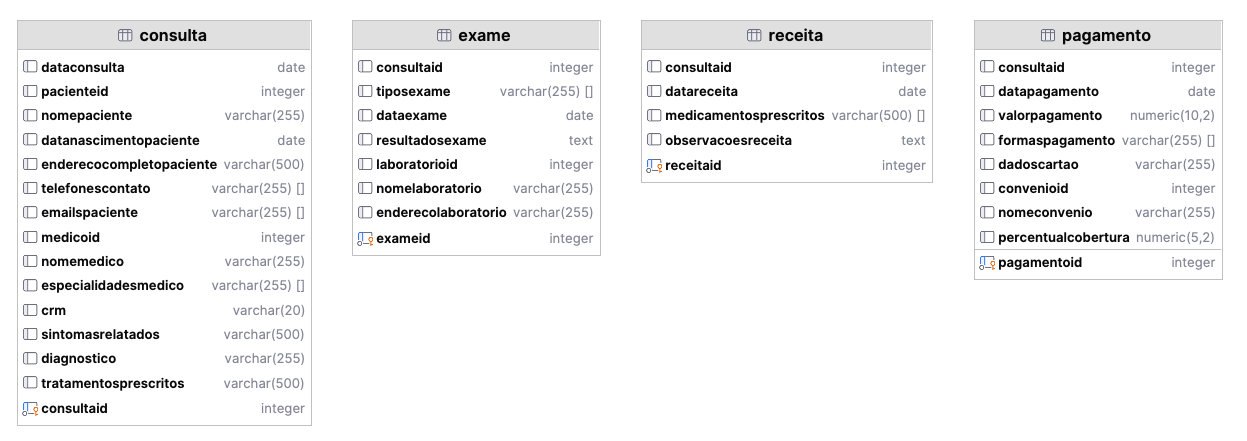 consulta
dataconsulta date
pacienteid integer
nomepaciente varchar(255)
datanascimentopaciente date
enderecocompletopaciente varchar(500)
telefonescontato varchar(255) []
emailspaciente varchar(255) []
medicoid integer
nomemedico varchar(255)
especialidadesmedico varchar(255) []
crm varchar(20)
sintomasrelatados varchar(500)
diagnostico varchar(255)
tratamentosprescritos varchar(500)
consultaid integer
exame
consultaid integer
tiposexame varchar(255) []
dataexame date
resultadosexame text
laboratorioid integer
nomelaboratorio varchar(255)
enderecolaboratorio varchar(255)
exameid integer
receita
consultaid integer
datareceita date
medicamentosprescritos varchar(500) []
observacoesreceita text
receitaid integer
pagamento
consultaid integer
datapagamento date
valorpagamento numeric(10,2)
formaspagamento varchar(255) []
dadoscartao varchar(255)
convenioid integer
nomeconvenio varchar(255)
percentualcobertura numeric(5,2)
pagamentoid integer